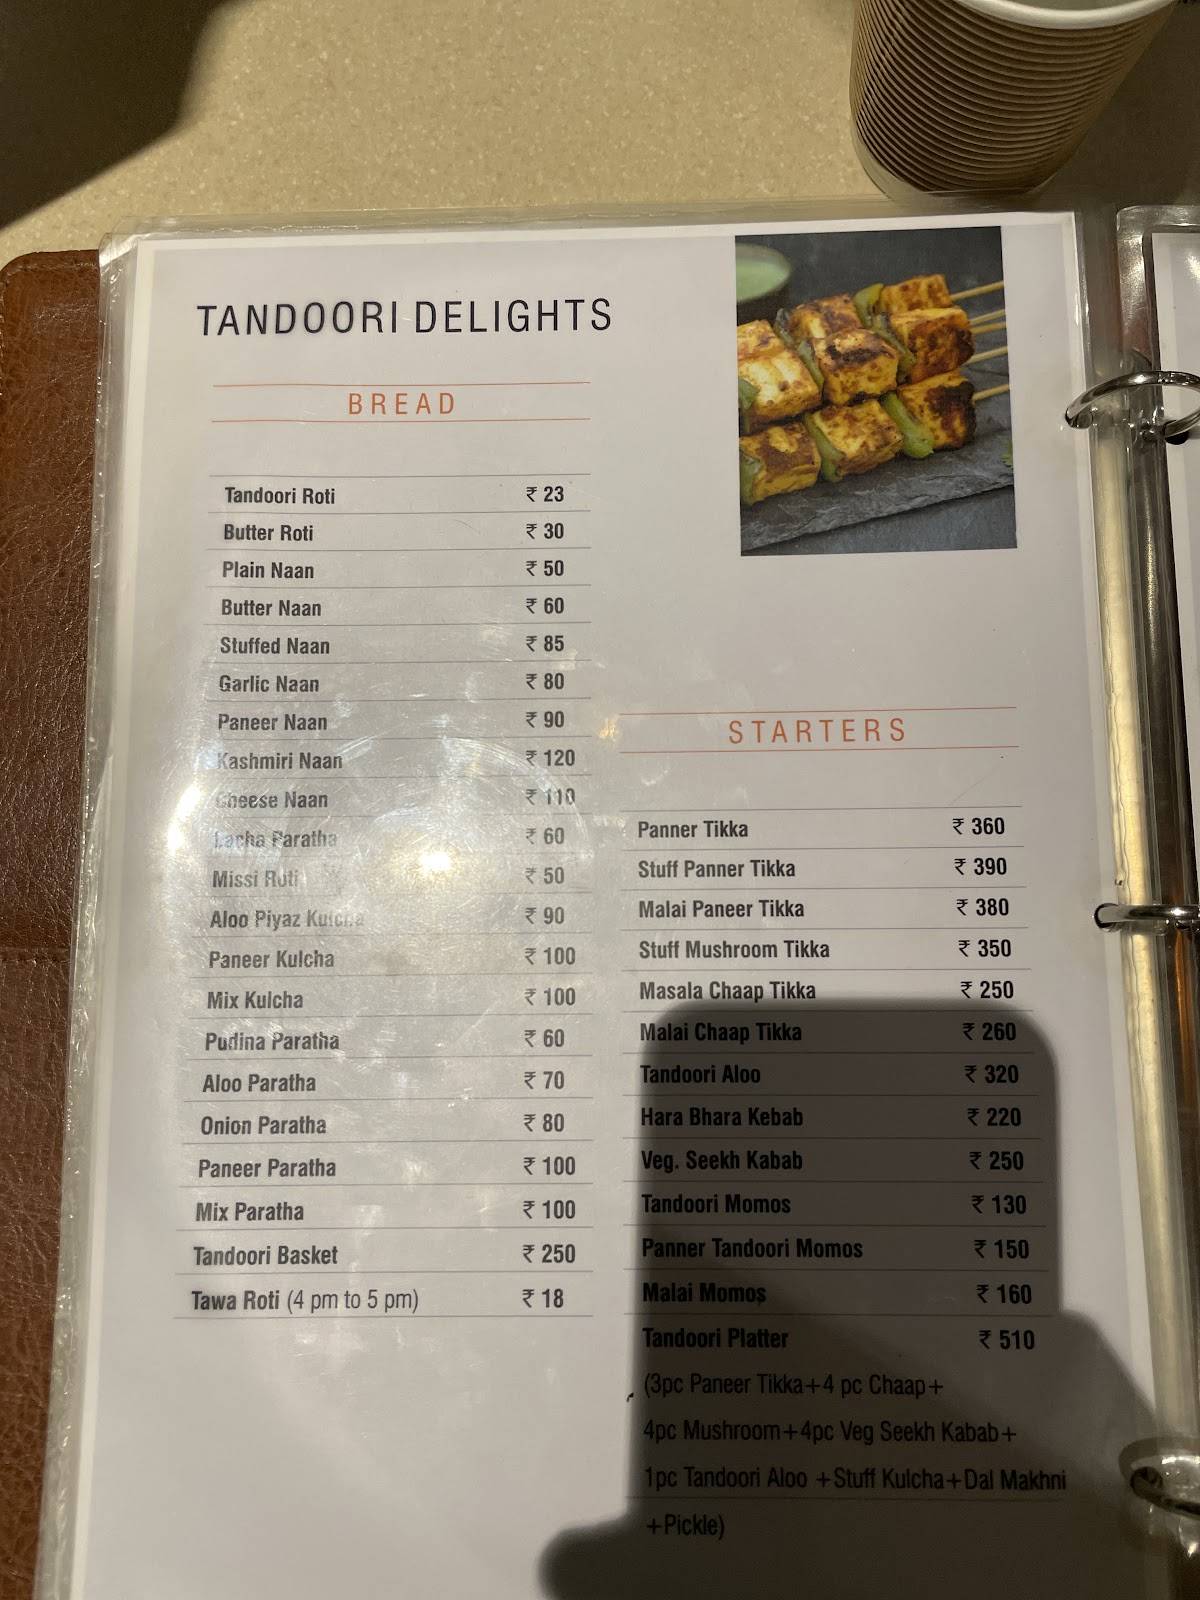 TANDOORI DELIGHTS
BREAD
Tandoori Roti ₹ 23
Butter Roti ₹ 30
Plain Naan ₹ 50
Butter Naan ₹ 60
Stuffed Naan ₹ 85
Garlic Naan ₹ 80
Paneer Naan ₹ 90
Kashmiri Naan ₹ 120
Cheese Naan ₹ 110
Lacha Paratha ₹ 60
Missi Roti ₹ 50
Aloo Piyaz Kulcha ₹ 90
Paneer Kulcha ₹ 100
Mix Kulcha ₹ 100
Pudina Paratha ₹ 60
Aloo Paratha ₹ 70
Onion Paratha ₹ 80
Paneer Paratha ₹ 100
Mix Paratha ₹ 100
Tandoori Basket ₹ 250
Tawa Roti (4 pm to 5 pm) ₹ 18
STARTERS
Panner Tikka ₹ 360
Stuff Panner Tikka ₹ 390
Malai Paneer Tikka ₹ 380
Stuff Mushroom Tikka ₹ 350
Masala Chaap Tikka ₹ 250
Malai Chaap Tikka ₹ 260
Tandoori Aloo ₹ 320
Hara Bhara Kebab ₹ 220
Veg. Seekh Kabab ₹ 250
Tandoori Momos ₹ 130
Panner Tandoori Momos ₹ 150
Malai Momos ₹ 160
Tandoori Platter ₹ 510
(3pc Paneer Tikka+4 pc Chaap+
4pc Mushroom+4pc Veg Seekh Kabab+
1pc Tandoori Aloo +Stuff Kulcha+Dal Makhni
+Pickle)